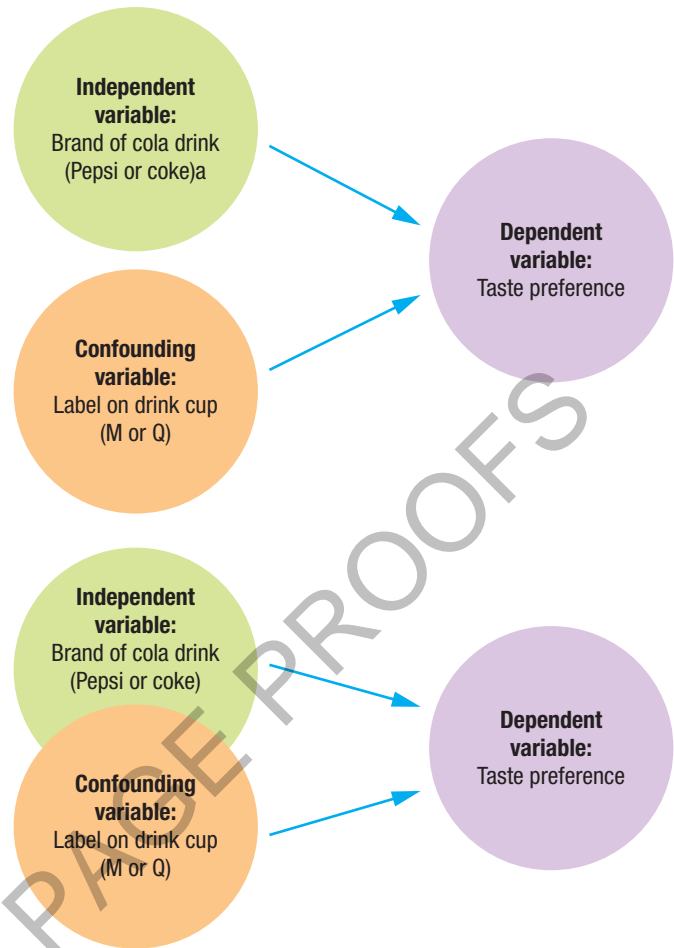 Independent
variable:
Brand of cola drink
(Pepsi or coke)a
Dependent
variable:
Taste preference
Confounding
variable:
Label on drink cup
(M or Q)
Independent
variable:
Brand of cola drink
(Pepsi or coke)
Dependent
variable:
Taste preference
Confounding
variable:
Label on drink cup
(M or Q)
PAGE PROOFS